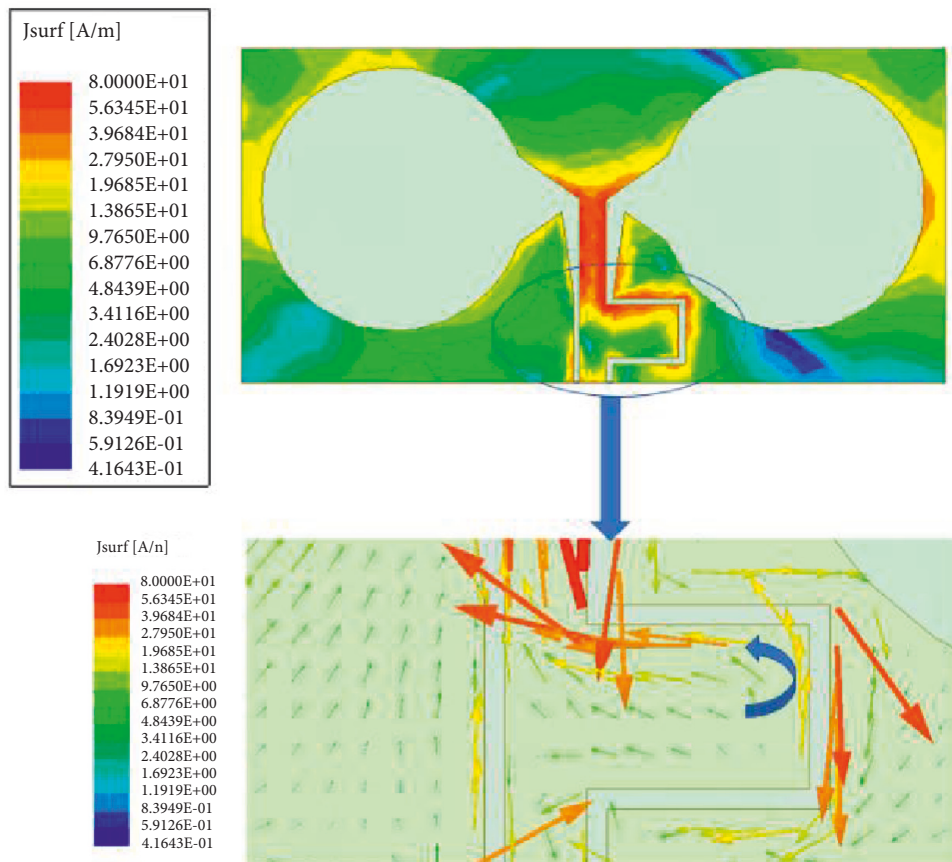 Jsurf [A/m]
8.0000E+01
5.6345E+01
3.9684E+01
2.7950E+01
1.9685E+01
1.3865E+01
9.7650E+00
6.8776E+00
4.8439E+00
3.4116E+00
2.4028E+00
1.6923E+00
1.1919E+00
8.3949E-01
5.9126E-01
4.1643E-01
Jsurf [A/n]
8.0000E+01
5.6345E+01
3.9684E+01
2.7950E+01
1.9685E+01
1.3865E+01
9.7650E+00
6.8776E+00
4.8439E+00
3.4116E+00
2.4028E+00
1.6923E+00
1.1919E+00
8.3949E-01
5.9126E-01
4.1643E-01